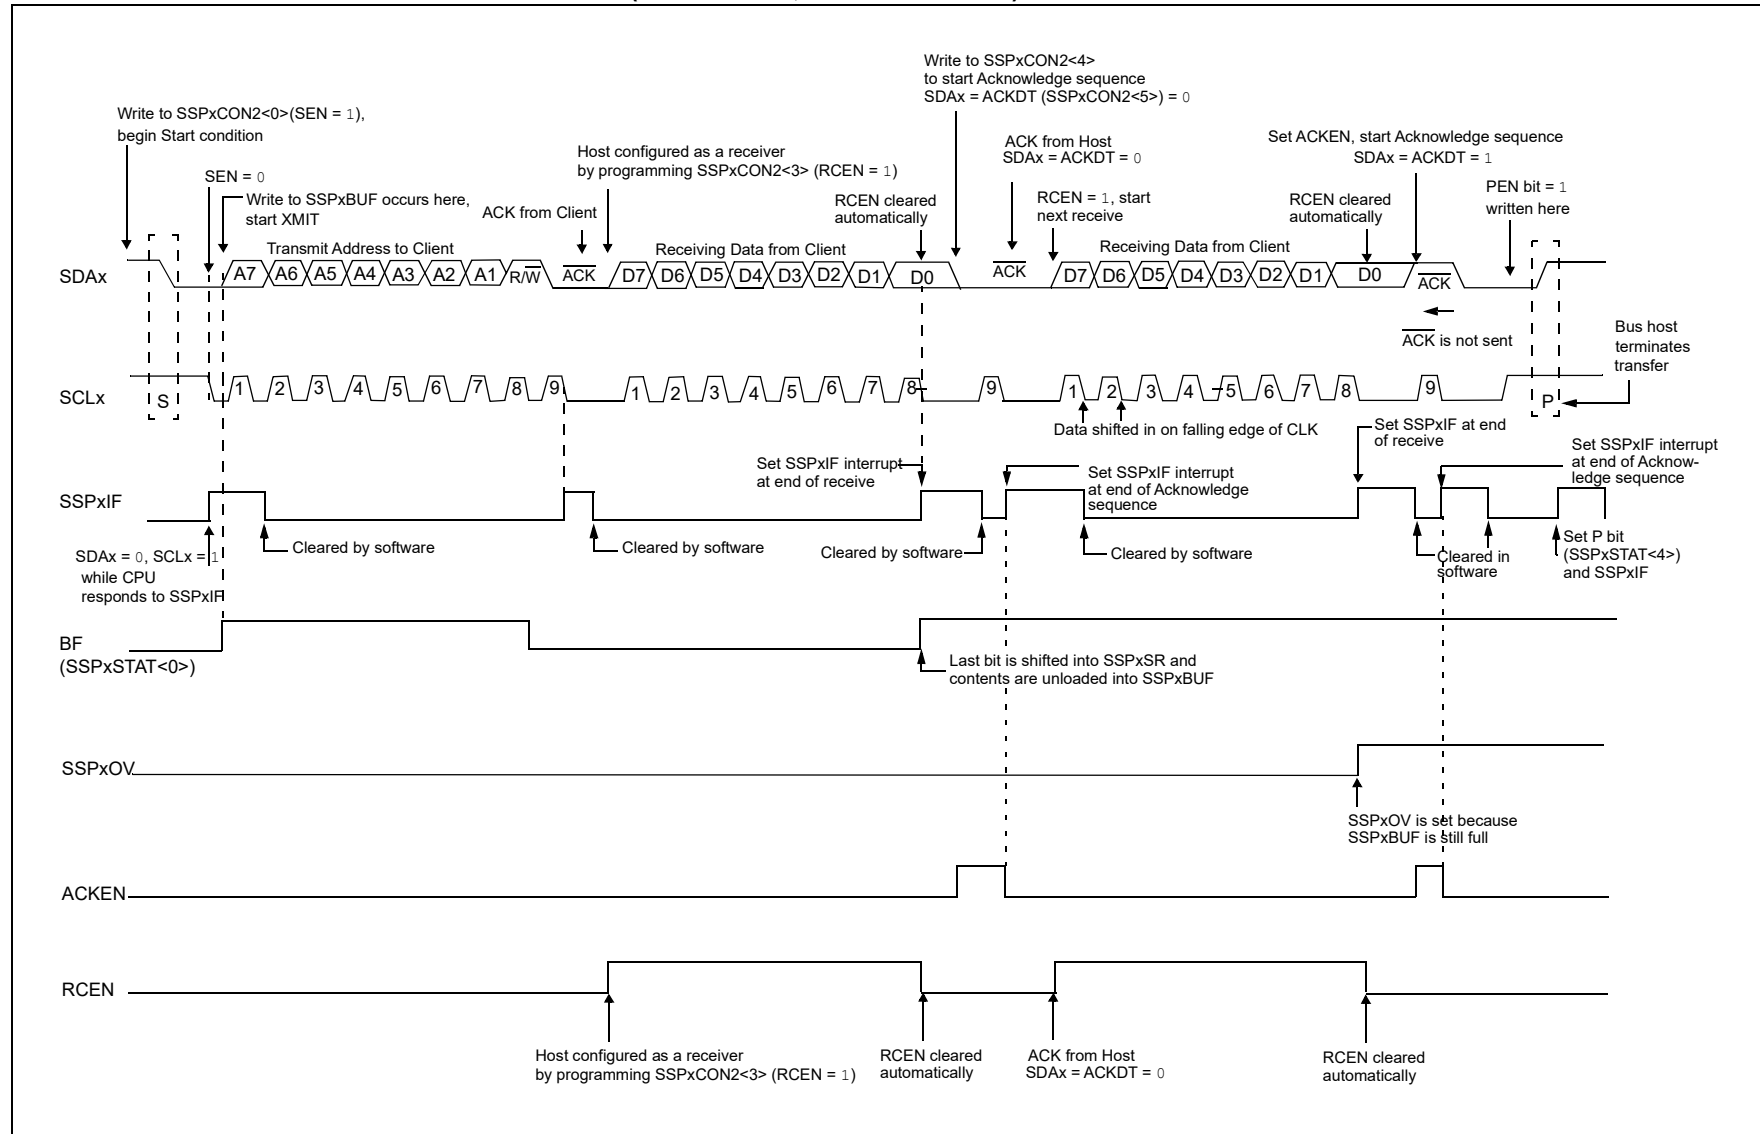 Write to SSPxCON2<4>
to start Acknowledge sequence
SDAx = ACKDT (SSPxCON2<5>) = 0
Write to SSPxCON2<0>(SEN = 1),
begin Start condition
ACK from Host
SDAx = ACKDT = 0
Set ACKEN, start Acknowledge sequence
SDAx = ACKDT = 1
Host configured as a receiver
by programming SSPxCON2<3> (RCEN = 1)
SEN = 0
Write to SSPxBUF occurs here,
start XMIT
ACK from Client
RCEN cleared
automatically
RCEN = 1, start
next receive
RCEN cleared
automatically
PEN bit = 1
written here
Transmit Address to Client
Receiving Data from Client
Receiving Data from Client
SDAx A7 A6 A5 A4 A3 A2 A1 R/W ACK D7 D6 D5 D4 D3 D2 D1 D0 ACK D7 D6 D5 D4 D3 D2 D1 D0 ACK
ACK is not sent
Bus host
terminates
transfer
SCLx S 1 2 3 4 5 6 7 8 9 1 2 3 4 5 6 7 8 9 1 2 3 4 5 6 7 8 9 P
Data shifted in on falling edge of CLK
Set SSPxIF at end
of receive
Set SSPxIF interrupt
at end of receive
Set SSPxIF interrupt
at end of Acknowledge
sequence
Set SSPxIF interrupt
at end of Acknow-
ledge sequence
SSPxIF
SDAx = 0, SCLx = 1
while CPU
responds to SSPxIF
Cleared by software
Cleared by software
Cleared by software
Cleared by software
Cleared in
software
Set P bit
(SSPxSTAT<4>)
and SSPxIF
BF
(SSPxSTAT<0>)
Last bit is shifted into SSPxSR and
contents are unloaded into SSPxBUF
SSPxOV
SSPxOV is set because
SSPxBUF is still full
ACKEN
RCEN
Host configured as a receiver
by programming SSPxCON2<3> (RCEN = 1)
RCEN cleared
automatically
ACK from Host
SDAx = ACKDT = 0
RCEN cleared
automatically